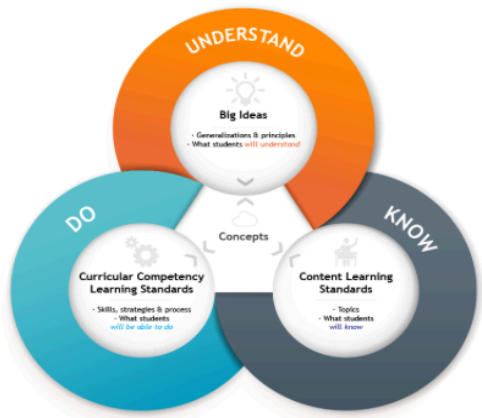 UNDERSTAND
Big Ideas
- Generalizations & principles
- What students will understand
DO
KNOW
Concepts
Curricular Competency
Learning Standards
- Skills, strategies & process
- What students
will be able to do
Content Learning
Standards
- Topics
- What students
will know